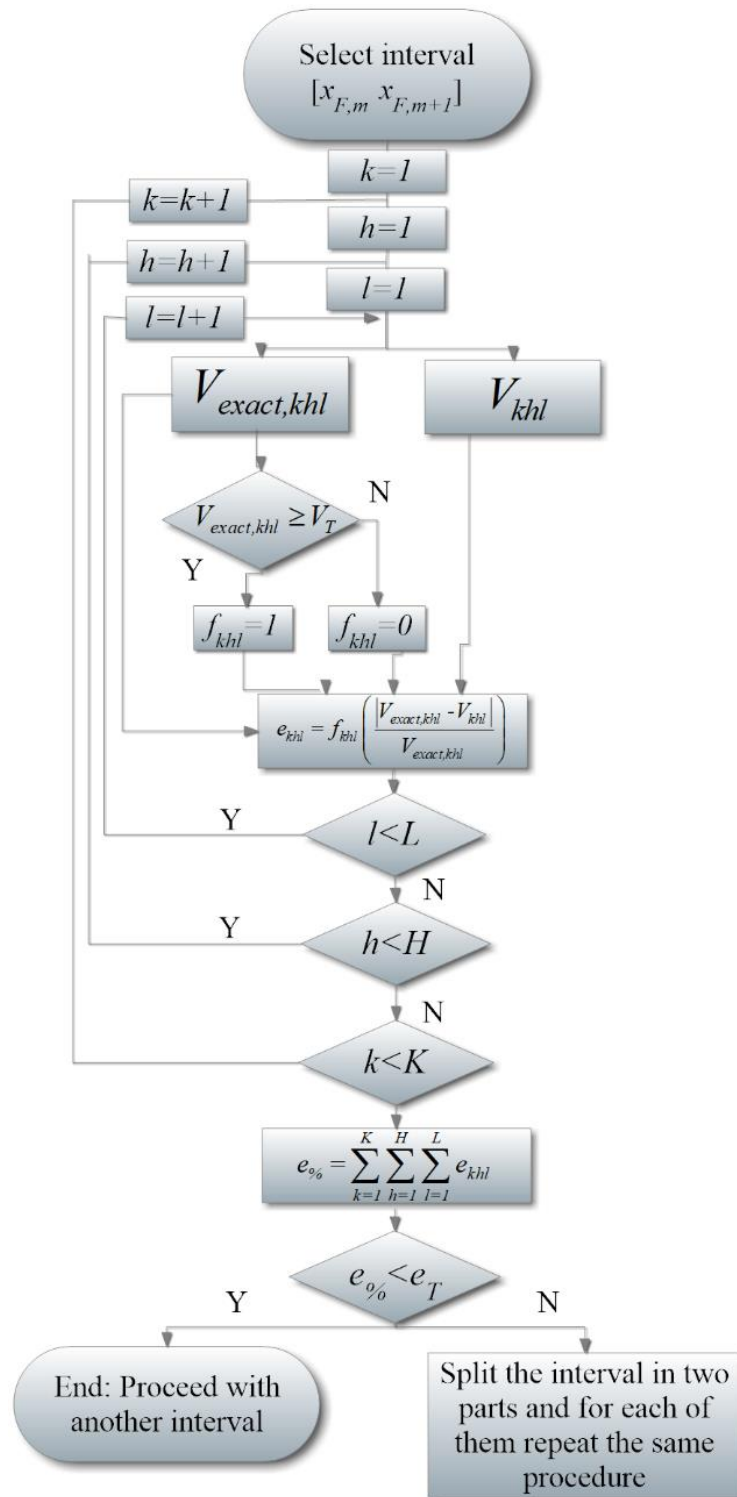 Select interval
[x_{F,m} x_{F,m+1}]
k=1
k=k+1
h=1
h=h+1
l=1
l=l+1
V_{exact,khl}
V_{khl}
N
V_{exact,khl} ≥ V_T
Y
f_{khl}=1
f_{khl}=0
e_{khl} = f_{khl} ( |V_{exact,khl} - V_{khl}| / V_{exact,khl} )
Y
l<L
N
Y
h<H
N
k<K
e_% = \sum_{k=1}^{K} \sum_{h=1}^{H} \sum_{l=1}^{L} e_{khl}
e_%<e_T
Y
N
End: Proceed with
another interval
Split the interval in two
parts and for each of
them repeat the same
procedure